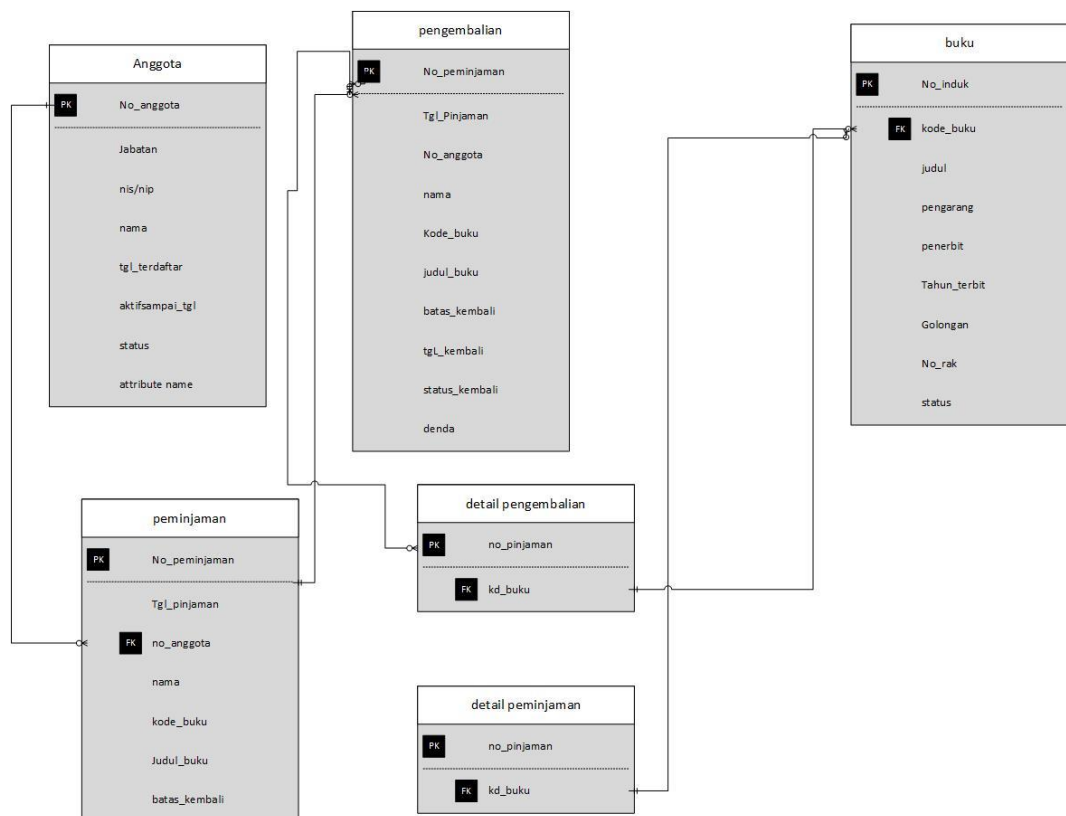 Anggota
PK No_anggota
Jabatan
nis/nip
nama
tgl_terdaftar
aktifsampai_tgl
status
attribute name
pengembalian
PK No_peminjaman
Tgl_Pinjaman
No_anggota
nama
Kode_buku
judul_buku
batas_kembali
tgL_kembali
status_kembali
denda
buku
PK No_induk
FK kode_buku
judul
pengarang
penerbit
Tahun_terbit
Golongan
No_rak
status
peminjaman
PK No_peminjaman
Tgl_pinjaman
FK no_anggota
nama
kode_buku
Judul_buku
batas_kembali
detail pengembalian
PK no_pinjaman
FK kd_buku
detail peminjaman
PK no_pinjaman
FK kd_buku